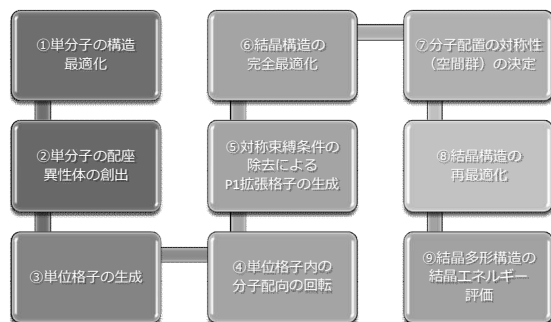 ①単分子の構造
最適化
②単分子の配座
異性体の創出
③単位格子の生成
④単位格子内の
分子配向の回転
⑤対称束縛条件の
除去による
P1拡張格子の生成
⑥結晶構造の
完全最適化
⑦分子配置の対称性
（空間群）の決定
⑧結晶構造の
再最適化
⑨結晶多形構造の
結晶エネルギー
評価